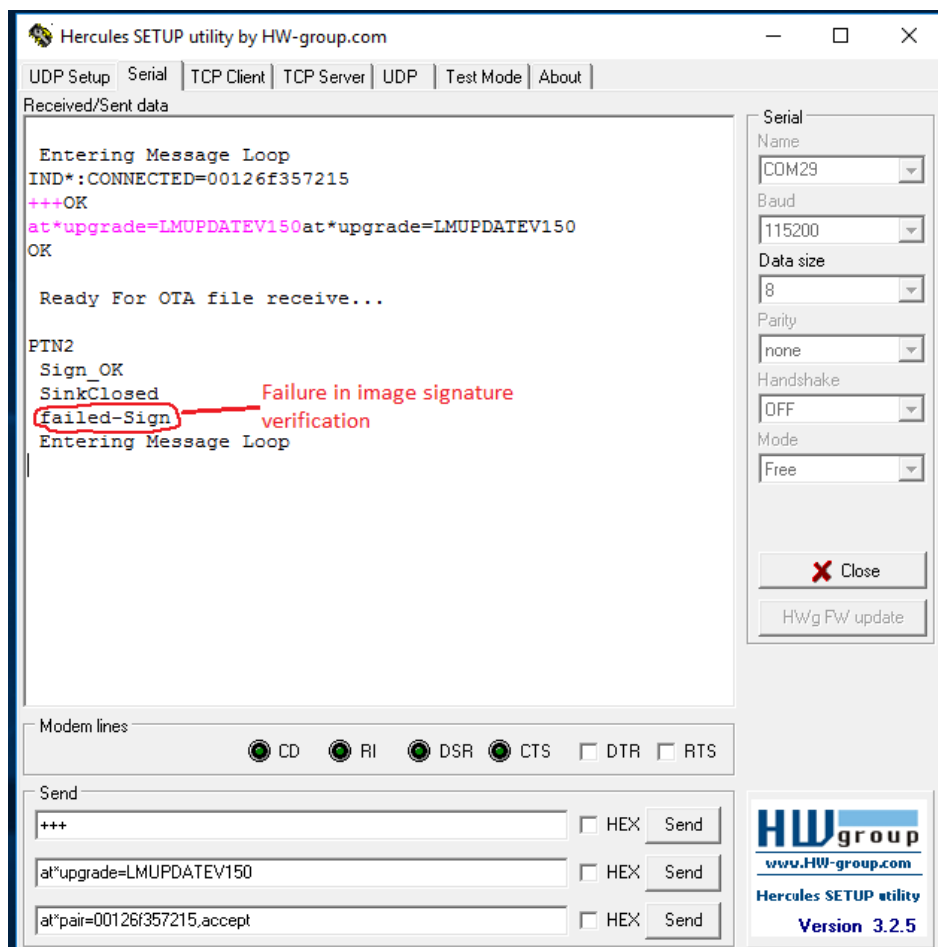 Hercules SETUP utility by HW-group.com
UDP Setup Serial TCP Client TCP Server UDP Test Mode About
Received/Sent data
Entering Message Loop
IND*:CONNECTED=00126f357215
+++OK
at*upgrade=LMUPDATEV150at*upgrade=LMUPDATEV150
OK
Ready For OTA file receive...
PTN2
Sign_OK
SinkClosed
failed-Sign
Entering Message Loop
Failure in image signature
verification
Serial
Name
COM29
Baud
115200
Data size
8
Parity
none
Handshake
OFF
Mode
Free
Close
HWg FW update
Modem lines
CD RI DSR CTS DTR RTS
Send
+++ HEX Send
at*upgrade=LMUPDATEV150 HEX Send
at*pair=00126f357215,accept HEX Send
HW group
www.HW-group.com
Hercules SETUP utility
Version 3.2.5